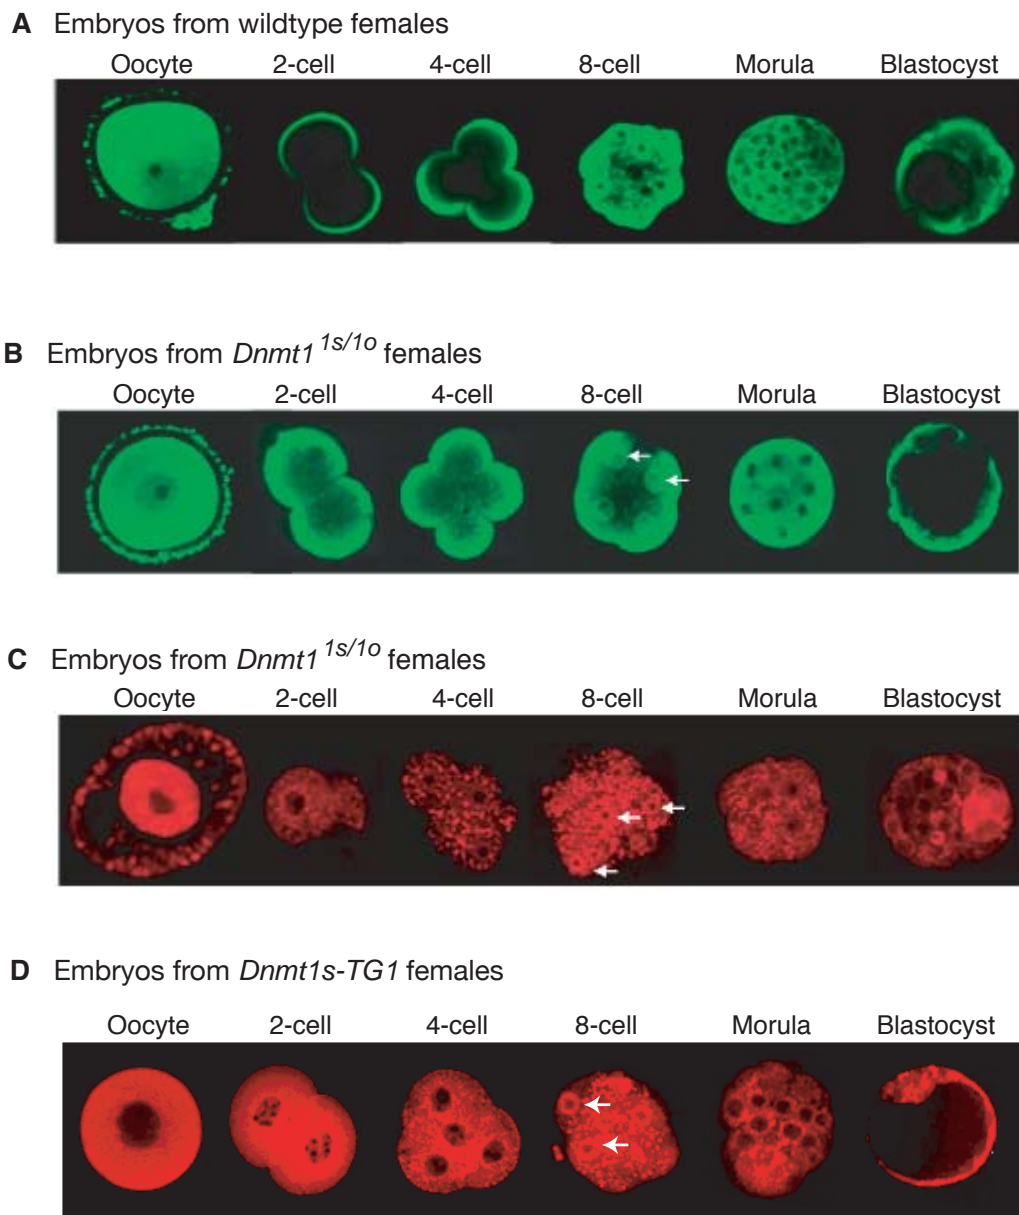 A Embryos from wildtype females
Oocyte 2-cell 4-cell 8-cell Morula Blastocyst
B Embryos from Dnmt1 1s/1o females
Oocyte 2-cell 4-cell 8-cell Morula Blastocyst
C Embryos from Dnmt1 1s/1o females
Oocyte 2-cell 4-cell 8-cell Morula Blastocyst
D Embryos from Dnmt1s-TG1 females
Oocyte 2-cell 4-cell 8-cell Morula Blastocyst